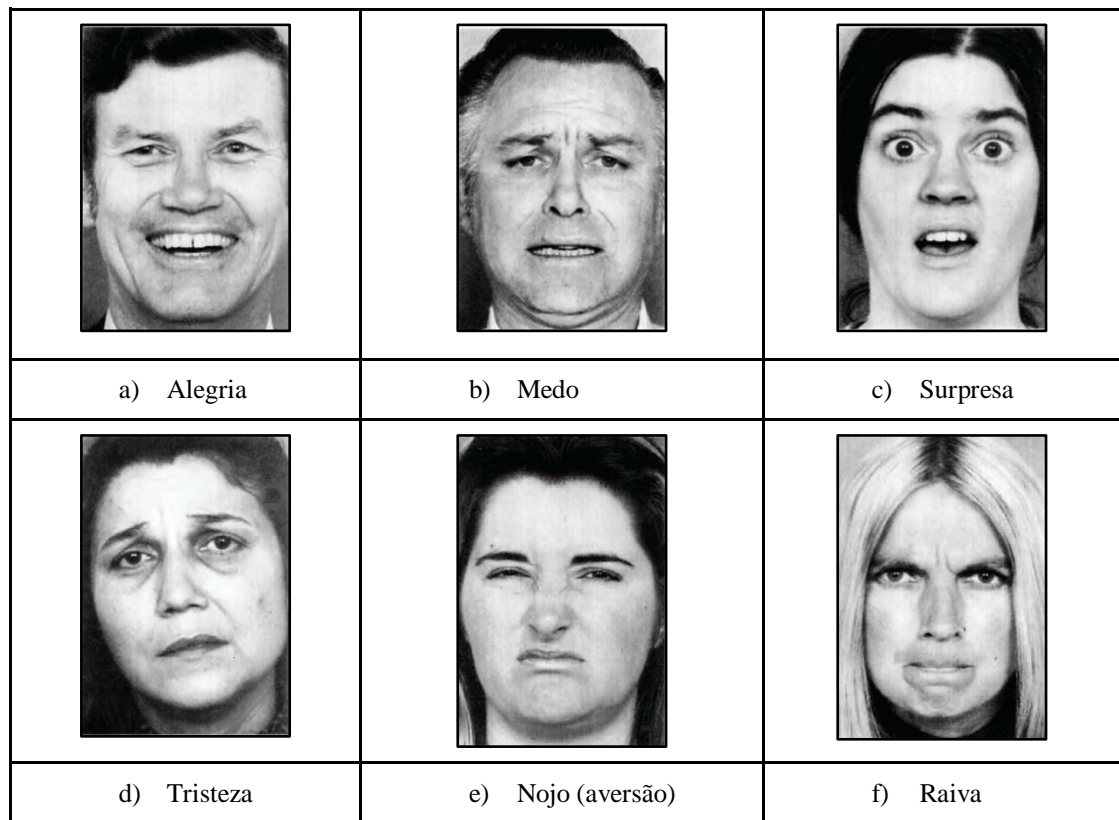 a) Alegria
b) Medo
c) Surpresa
d) Tristeza
e) Nojo (aversão)
f) Raiva